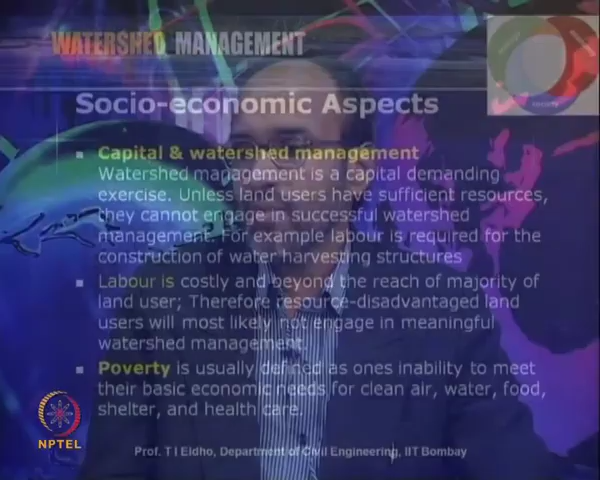 WATERSHED MANAGEMENT
Socio-economic Aspects
Capital & watershed management
Watershed management is a capital demanding
exercise. Unless land users have sufficient resources,
they cannot engage in successful watershed
management. For example labour is required for the
construction of water harvesting structures
Labour is costly and beyond the reach of majority of
land user; Therefore resource-disadvantaged land
users will most likely not engage in meaningful
watershed management.
Poverty is usually defined as ones inability to meet
their basic economic needs for clean air, water, food,
shelter, and health care.
NPTEL
Prof. T I Eldho, Department of Civil Engineering, IIT Bombay